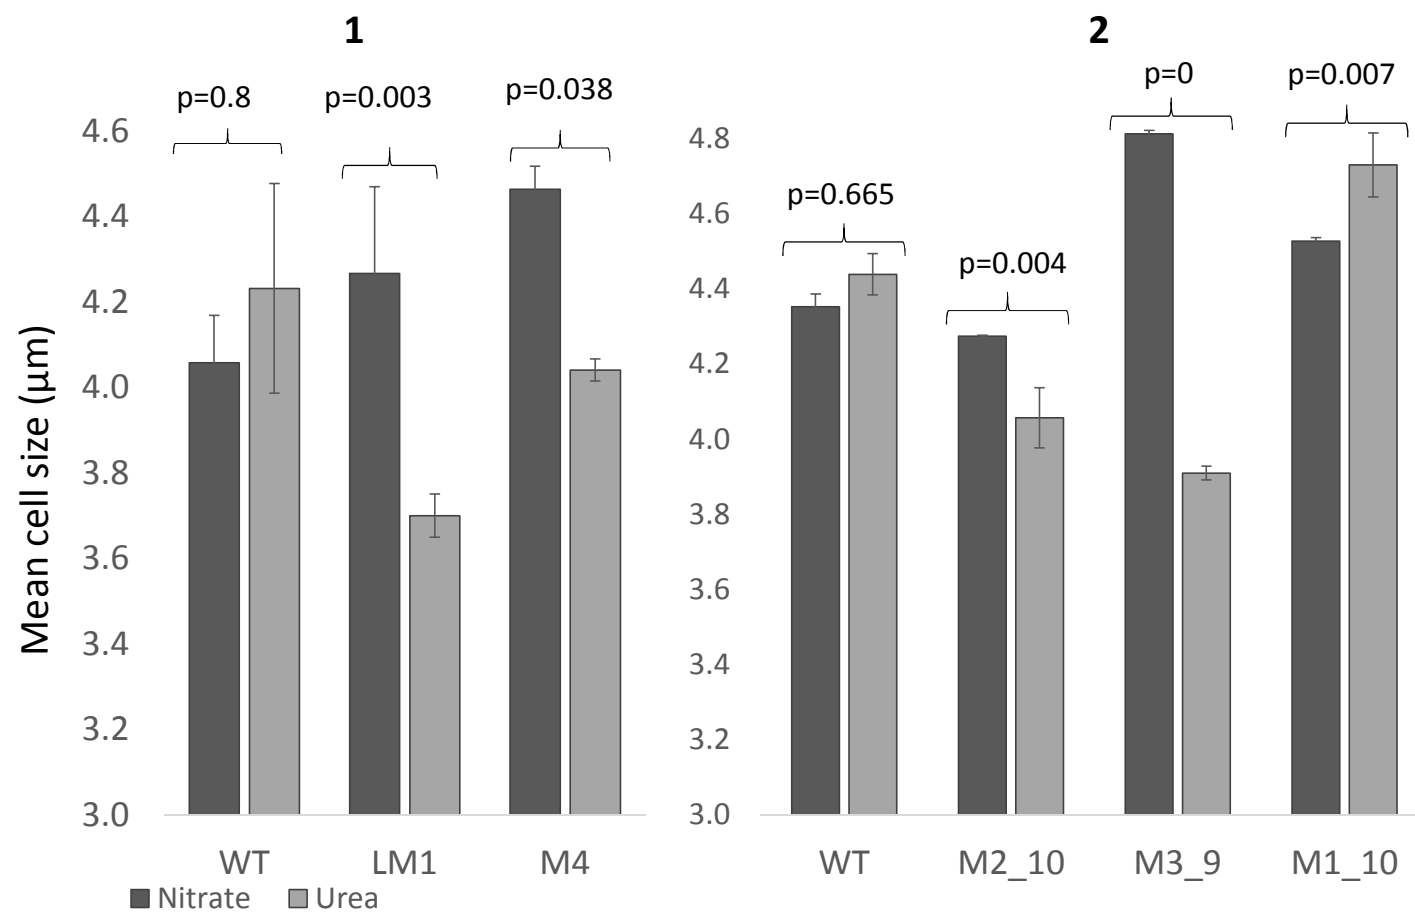 1
2
p=0.8
p=0.003
p=0.038
p=0.665
p=0.004
p=0
p=0.007
Mean cell size (µm)
4.6
4.4
4.2
4.0
3.8
3.6
3.4
3.2
3.0
4.8
4.6
4.4
4.2
4.0
3.8
3.6
3.4
3.2
3.0
WT
LM1
M4
WT
M2_10
M3_9
M1_10
Nitrate
Urea